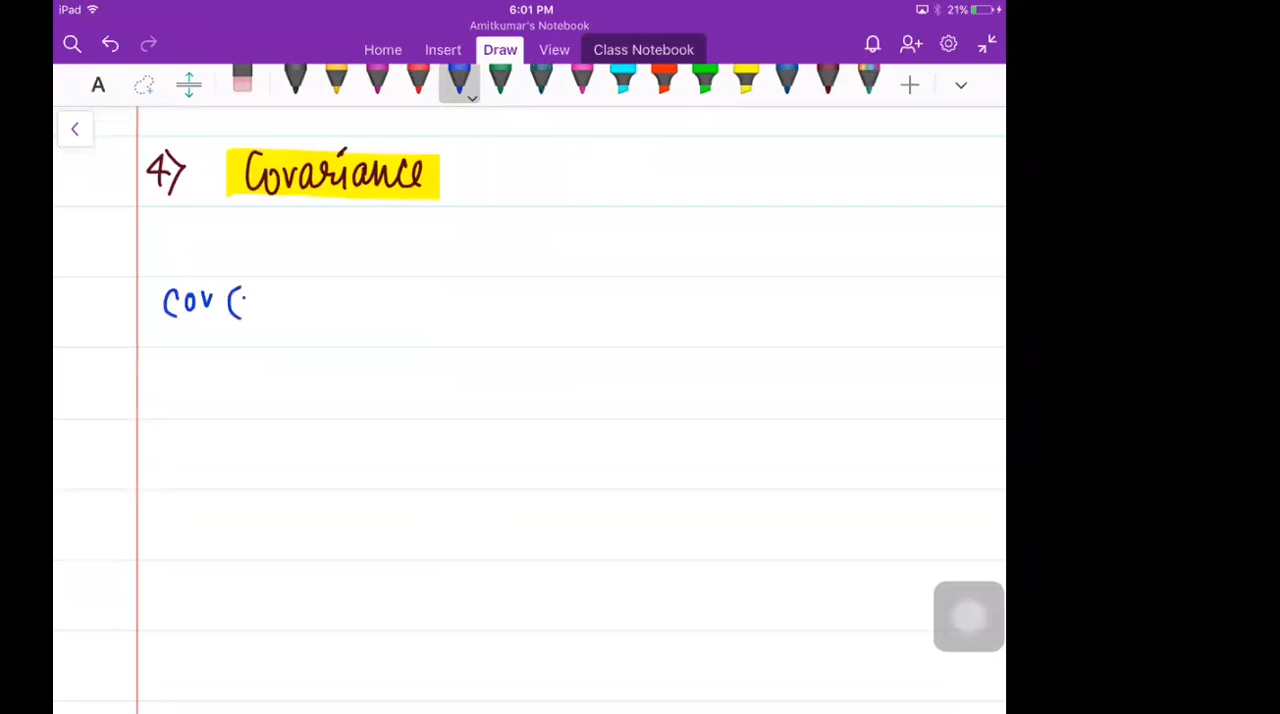 iPad 6:01 PM 21%
Amitkumar's Notebook
Home Insert Draw View Class Notebook
A
4) Covariance
Cov (